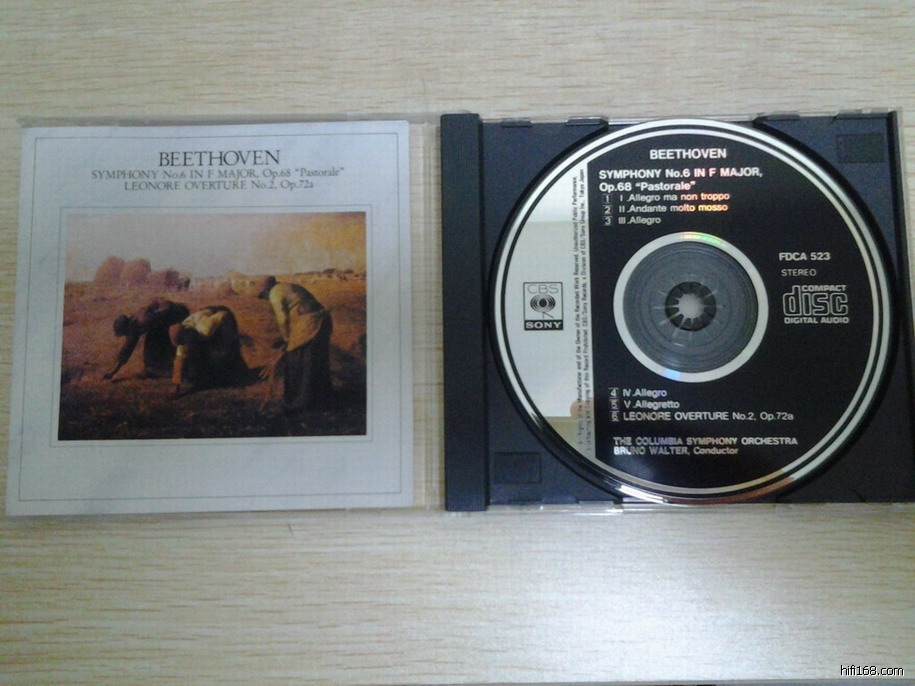 BEETHOVEN
SYMPHONY No.6 IN F MAJOR, Op.68 "Pastorale"
LEONORE OVERTURE No.2, Op.72a
BEETHOVEN
SYMPHONY No.6 IN F MAJOR,
Op.68 "Pastorale"
1 I.Allegro ma non troppo
2 II.Andante molto mosso
3 III.Allegro
FDCA 523
STEREO
COMPACT
disc
DIGITAL AUDIO
CBS
SONY
4 IV.Allegro
5 V.Allegretto
6 LEONORE OVERTURE No.2, Op.72a
THE COLUMBIA SYMPHONY ORCHESTRA
BRUNO WALTER, Conductor
hifi168.com